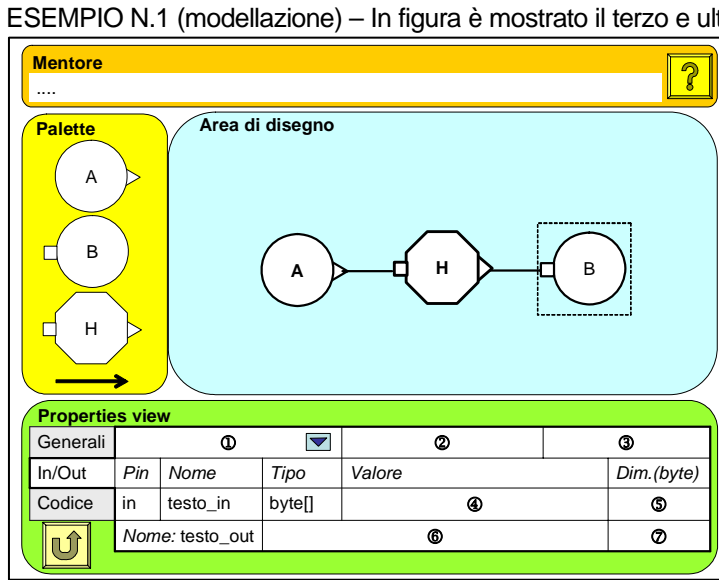 ESEMPIO N.1 (modellazione) – In figura è mostrato il terzo e
Mentore
....
?
Palette
Area di disegno
A
B
H
A
H
B
Properties view
Generali ① ② ③
In/Out Pin Nome Tipo Valore Dim.(byte)
Codice in testo_in byte[] ④ ⑤
Nome: testo_out ⑥ ⑦